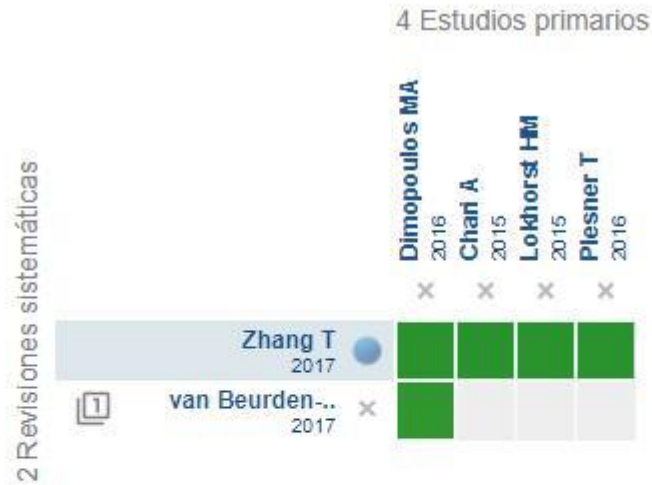 4 Estudios primarios
Dimopoulos MA
2016
Chari A
2015
Lokhorst HM
2015
Plesner T
2016
2 Revisiones sistemáticas
Zhang T
2017
1
van Beurden-..
2017